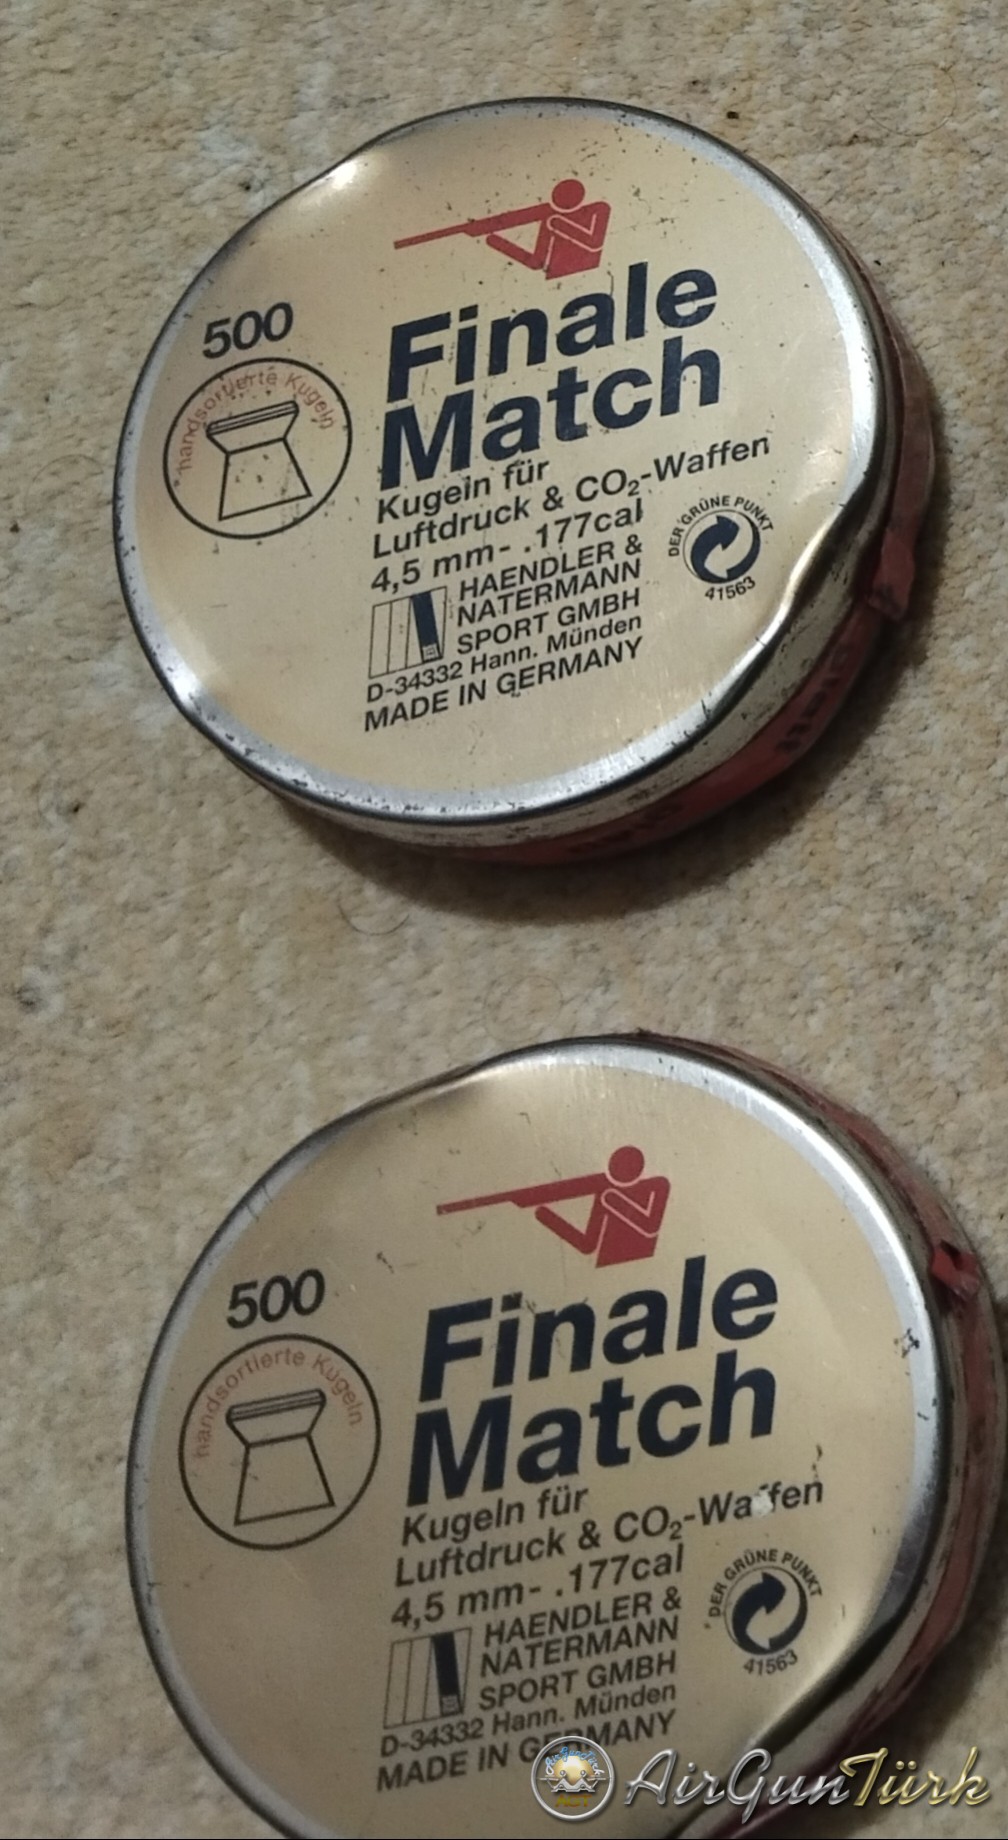 500
handsortierte Kugeln
Finale
Match
Kugeln für
Luftdruck & CO₂-Waffen
4,5 mm- .177cal
HAENDLER &
NATERMANN
SPORT GMBH
D-34332 Hann. Münden
MADE IN GERMANY
DER GRÜNE PUNKT
41563
500
handsortierte Kugeln
Finale
Match
Kugeln für
Luftdruck & CO₂-Waffen
4,5 mm- .177cal
HAENDLER &
NATERMANN
SPORT GMBH
D-34332 Hann. Münden
MADE IN GERMANY
DER GRÜNE PUNKT
41563
AirGunTürk
AGT
AirGunTürk